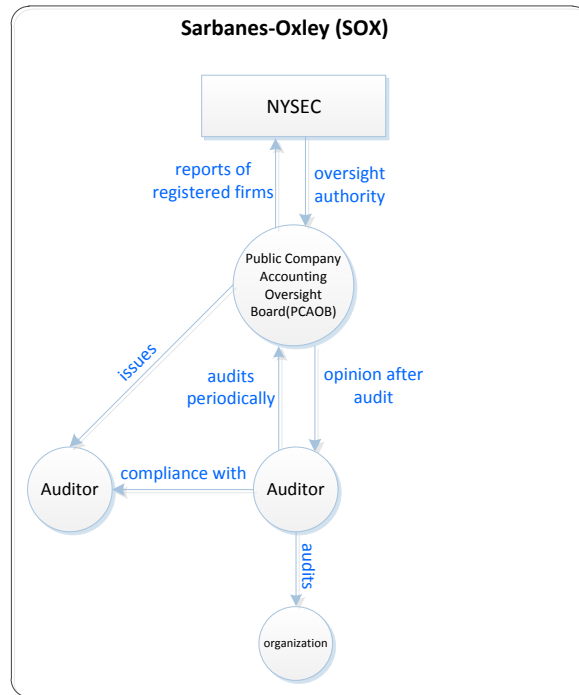 Sarbanes-Oxley (SOX)
NYSEC
reports of
registered firms
oversight
authority
Public Company
Accounting
Oversight
Board(PCAOB)
issues
audits
periodically
opinion after
audit
Auditor
compliance with
Auditor
audits
organization